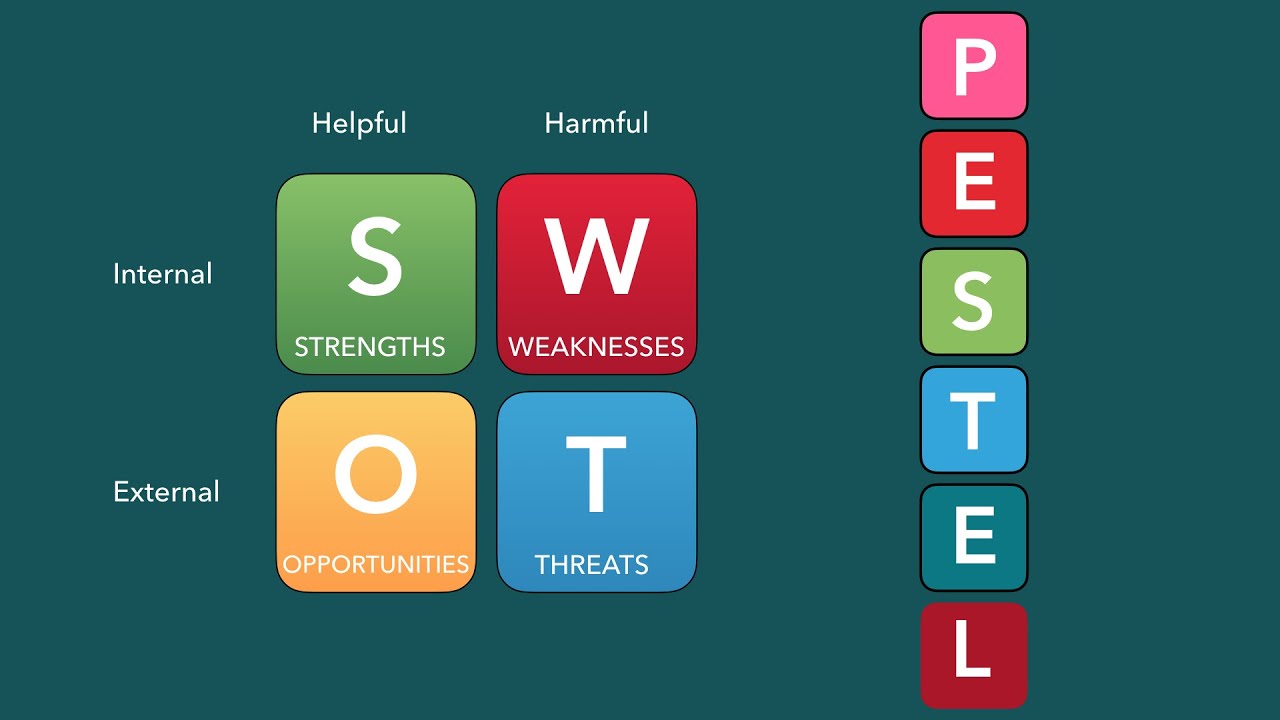 Helpful Harmful
Internal
S W
STRENGTHS WEAKNESSES
External
O T
OPPORTUNITIES THREATS
P
E
S
T
E
L